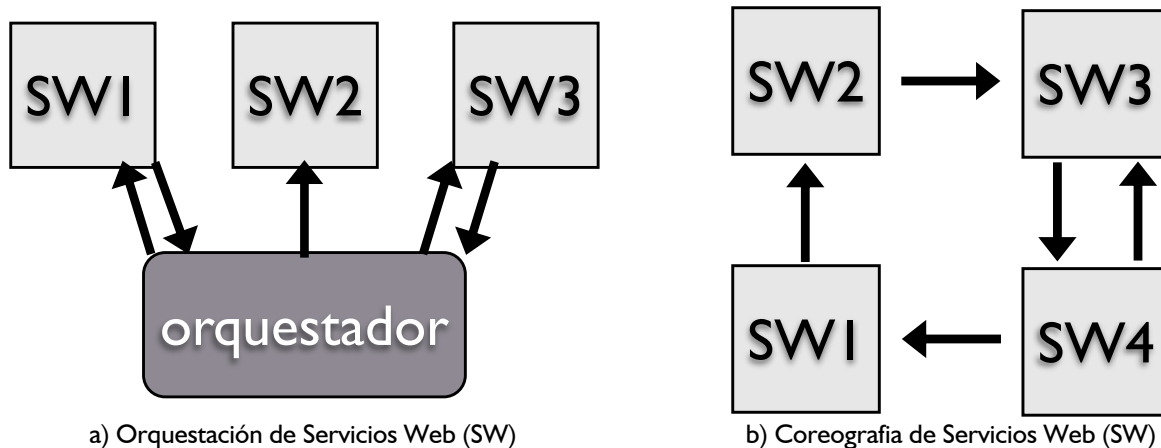 SW1
SW2
SW3
orquestador
a) Orquestación de Servicios Web (SW)
SW2
SW3
SW1
SW4
b) Coreografia de Servicios Web (SW)